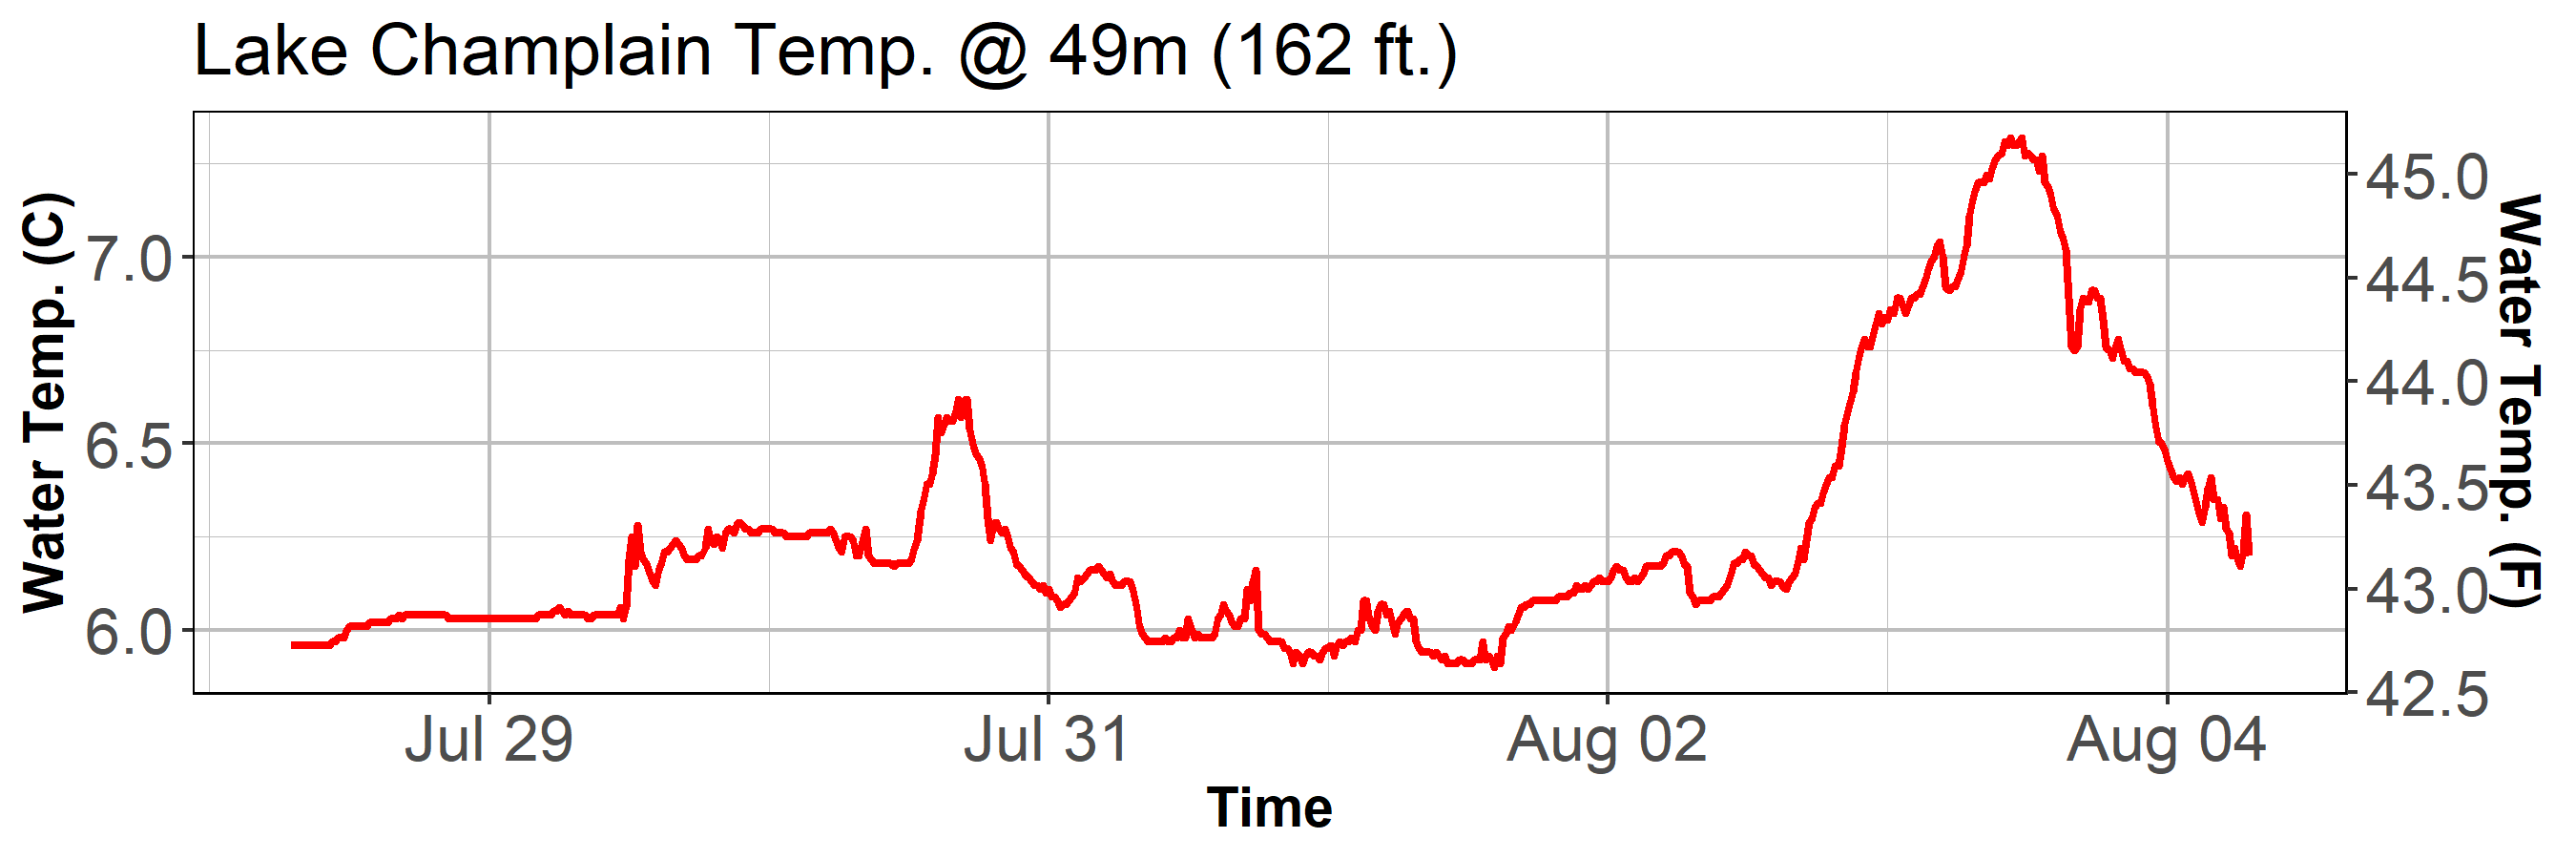 Lake Champlain Temp. @ 49m (162 ft.)
Water Temp. (C)
7.0
6.5
6.0
45.0
44.5
44.0
43.5
43.0
42.5
Water Temp. (F)
Jul 29
Jul 31
Aug 02
Aug 04
Time